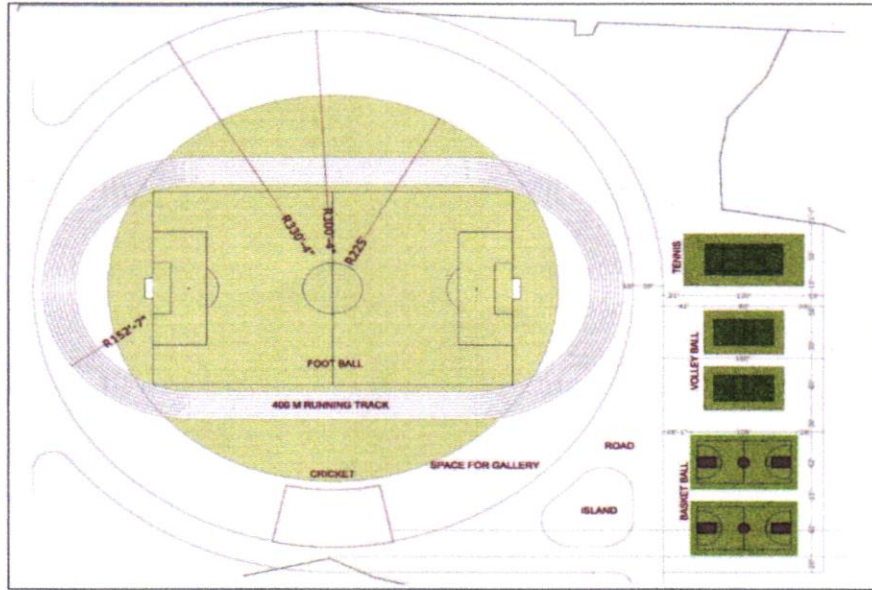 R330'-4"
R300'-4"
R225'
R152'-7"
FOOT BALL
400 M RUNNING TRACK
CRICKET
SPACE FOR GALLERY
ROAD
ISLAND
TENNIS
VOLLEY BALL
BASKET BALL